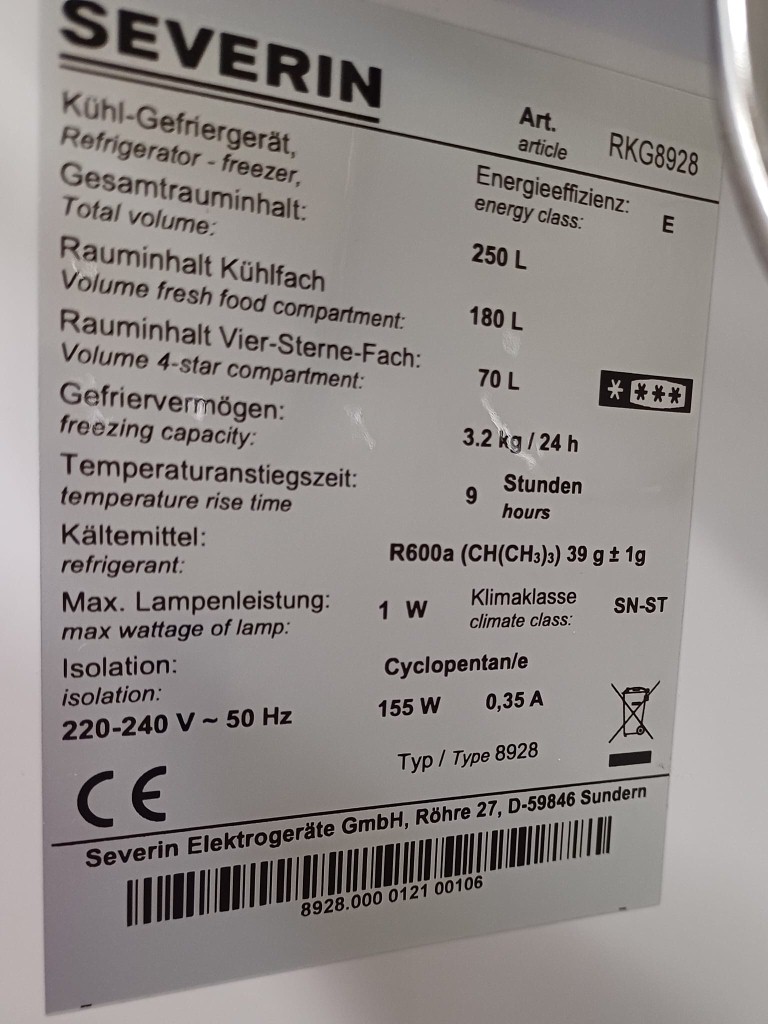 SEVERIN
Art. RKG8928
article
Kühl-Gefriergerät,
Refrigerator - freezer,
Energieeffizienz: E
energy class:
Gesamtrauminhalt: 250 L
Total volume:
Rauminhalt Kühlfach
Volume fresh food compartment: 180 L
Rauminhalt Vier-Sterne-Fach: 70 L
Volume 4-star compartment:
Gefriervermögen: 3.2 kg / 24 h
freezing capacity:
Temperaturanstiegszeit: 9 Stunden
temperature rise time hours
Kältemittel: R600a (CH(CH₃)₃) 39 g ± 1g
refrigerant:
Max. Lampenleistung: 1 W Klimaklasse SN-ST
max wattage of lamp: climate class:
Isolation: Cyclopentan/e
isolation:
220-240 V ~ 50 Hz 155 W 0,35 A
Typ / Type 8928
CE
Severin Elektrogeräte GmbH, Röhre 27, D-59846 Sundern
8928.000 0121 00106